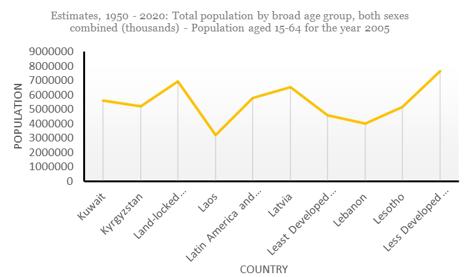 Estimates, 1950 - 2020: Total population by broad age group, both sexes
combined (thousands) - Population aged 15-64 for the year 2005
9000000
8000000
7000000
6000000
5000000
4000000
3000000
2000000
1000000
0
POPULATION
Kuwait
Kyrgyzstan
Land-locked...
Laos
Latin America and...
Latvia
Least Developed...
Lebanon
Lesotho
Less Developed...
COUNTRY